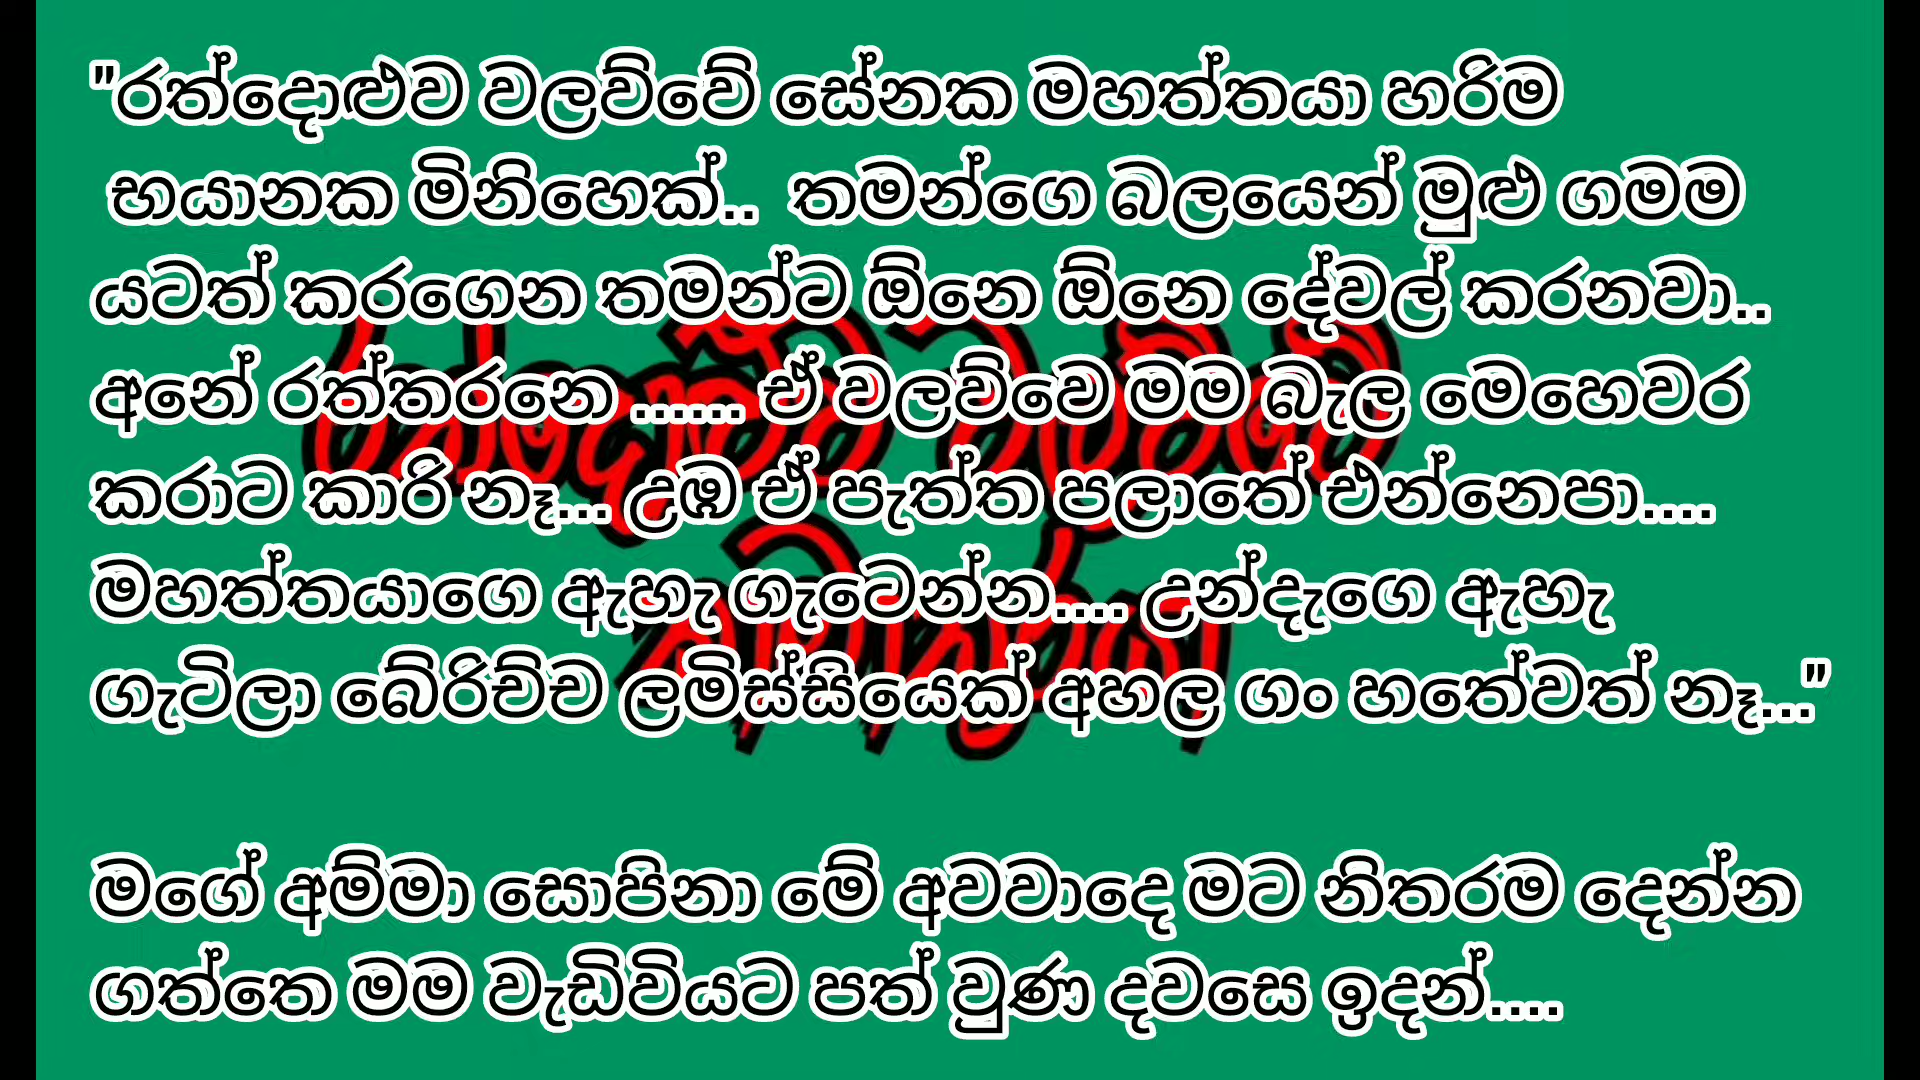 "රත්දොළුව වලව්වේ සේනක මහත්තයා හරිම
භයානක මිනිහෙක්.. තමන්ගෙ බලයෙන් මුළු ගමම
යටත් කරගෙන තමන්ට ඕනෙ ඕනෙ දේවල් කරනවා..
අනේ රත්තරනෙ ...... ඒ වලව්වෙ මම බැල මෙහෙවර
කරාට කාරි නෑ... උඹ ඒ පැත්ත පලාතේ එන්නෙපා....
මහත්තයාගෙ ඇහැ ගැටෙන්න.... උන්දැගෙ ඇහැ
ගැටිලා බේරිච්ච ලමිස්සියෙක් අහල ගං හතේවත් නෑ..."
මගේ අම්මා සොපිනා මේ අවවාදෙ මට නිතරම දෙන්න
ගත්තෙ මම වැඩිවියට පත් වුණ දවසෙ ඉදන්....